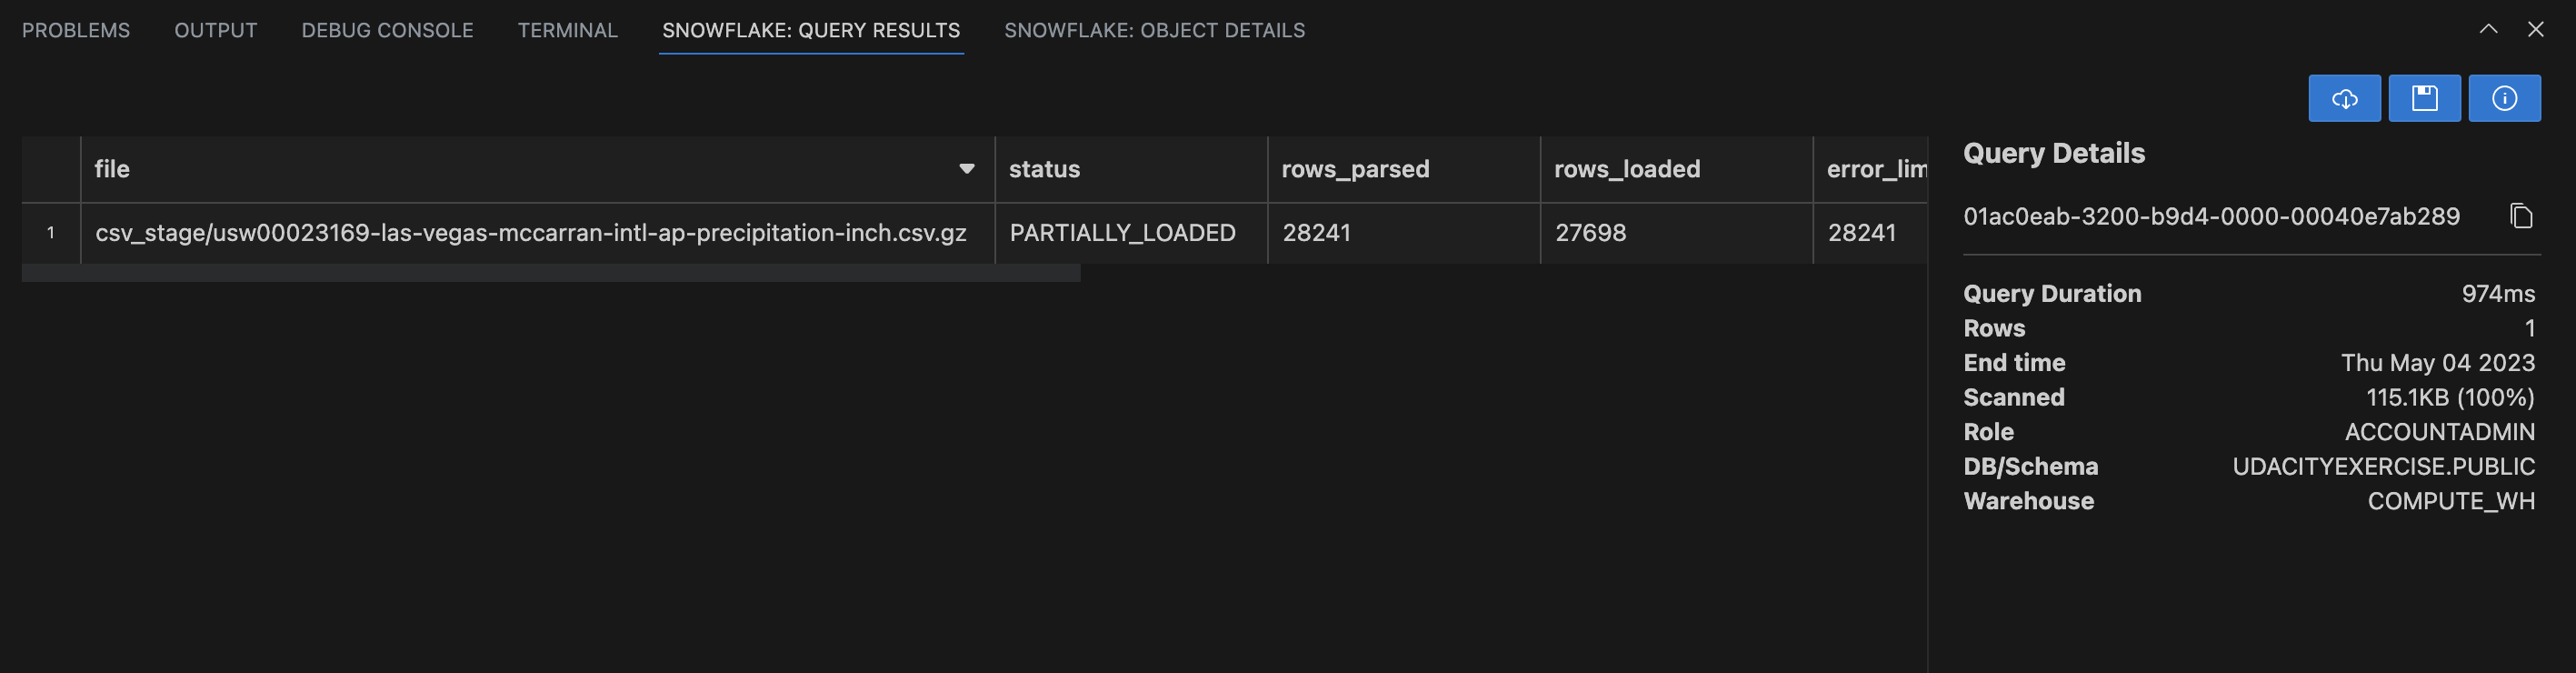 PROBLEMS OUTPUT DEBUG CONSOLE TERMINAL SNOWFLAKE: QUERY RESULTS SNOWFLAKE: OBJECT DETAILS
file status rows_parsed rows_loaded error_lim
1 csv_stage/usw00023169-las-vegas-mccarran-intl-ap-precipitation-inch.csv.gz PARTIALLY_LOADED 28241 27698 28241
Query Details
01ac0eab-3200-b9d4-0000-00040e7ab289
Query Duration 974ms
Rows 1
End time Thu May 04 2023
Scanned 115.1KB (100%)
Role ACCOUNTADMIN
DB/Schema UDACITYEXERCISE.PUBLIC
Warehouse COMPUTE_WH